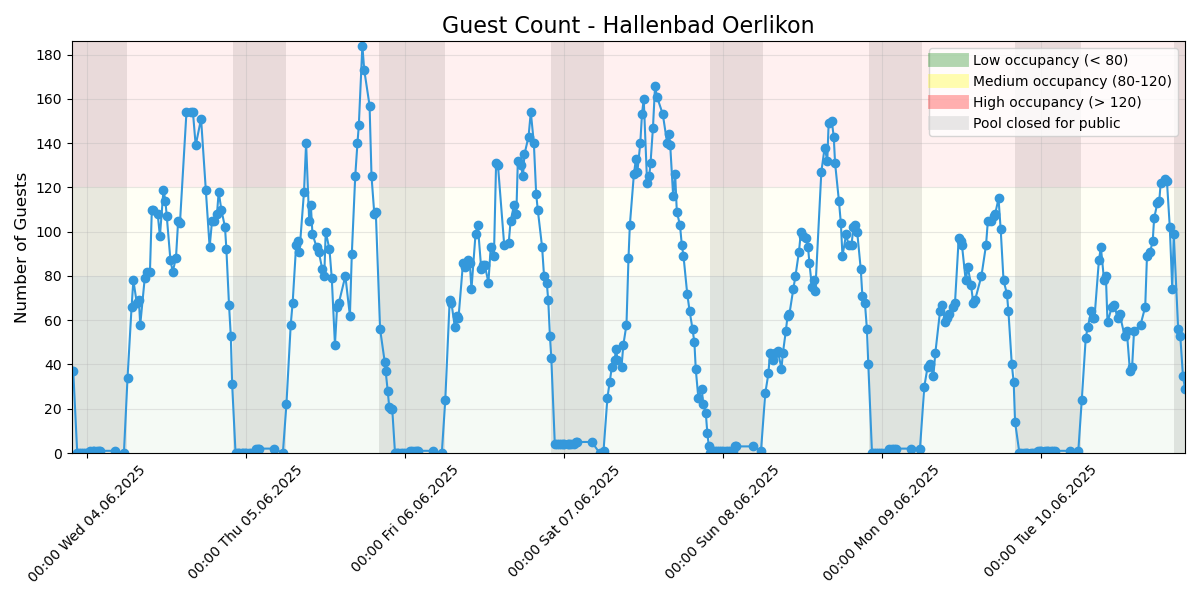 Guest Count - Hallenbad Oerlikon
Number of Guests
180
160
140
120
100
80
60
40
20
0
Low occupancy (< 80)
Medium occupancy (80-120)
High occupancy (> 120)
Pool closed for public
00:00 Wed 04.06.2025
00:00 Thu 05.06.2025
00:00 Fri 06.06.2025
00:00 Sat 07.06.2025
00:00 Sun 08.06.2025
00:00 Mon 09.06.2025
00:00 Tue 10.06.2025